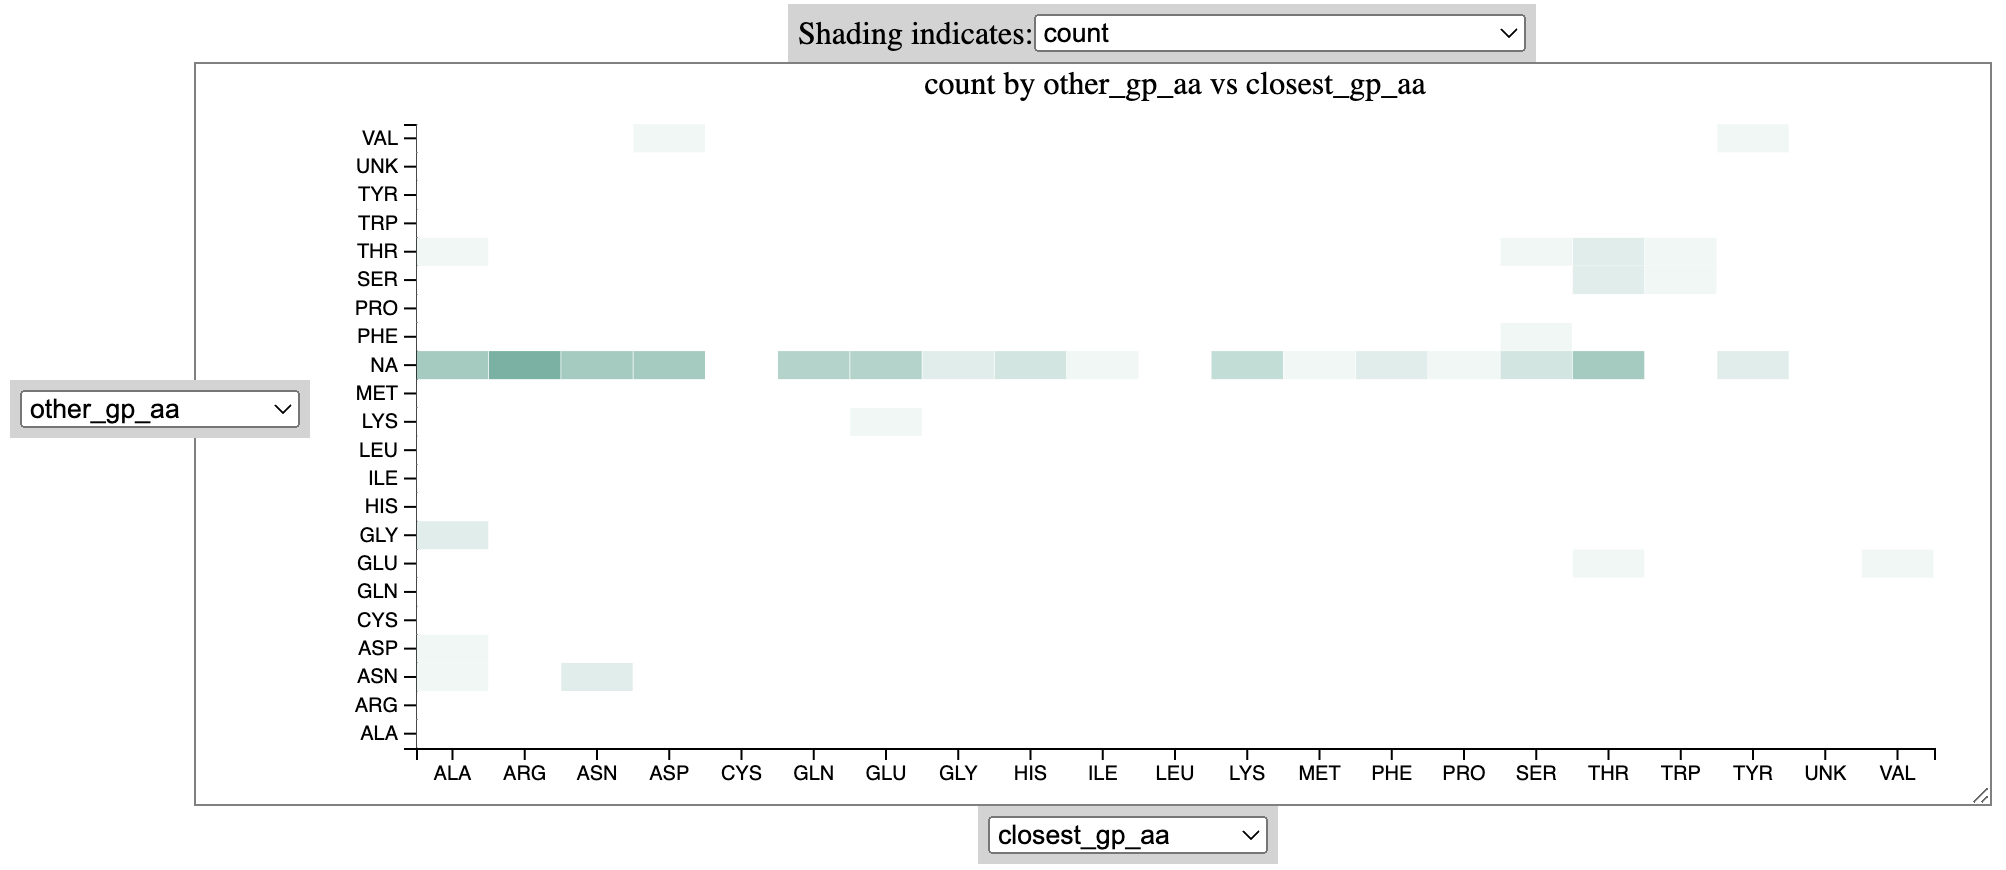 Shading indicates: count
count by other_gp_aa vs closest_gp_aa
VAL
UNK
TYR
TRP
THR
SER
PRO
PHE
NA
MET
other_gp_aa
LYS
LEU
ILE
HIS
GLY
GLU
GLN
CYS
ASP
ASN
ARG
ALA
ALA ARG ASN ASP CYS GLN GLU GLY HIS ILE LEU LYS MET PHE PRO SER THR TRP TYR UNK VAL
closest_gp_aa